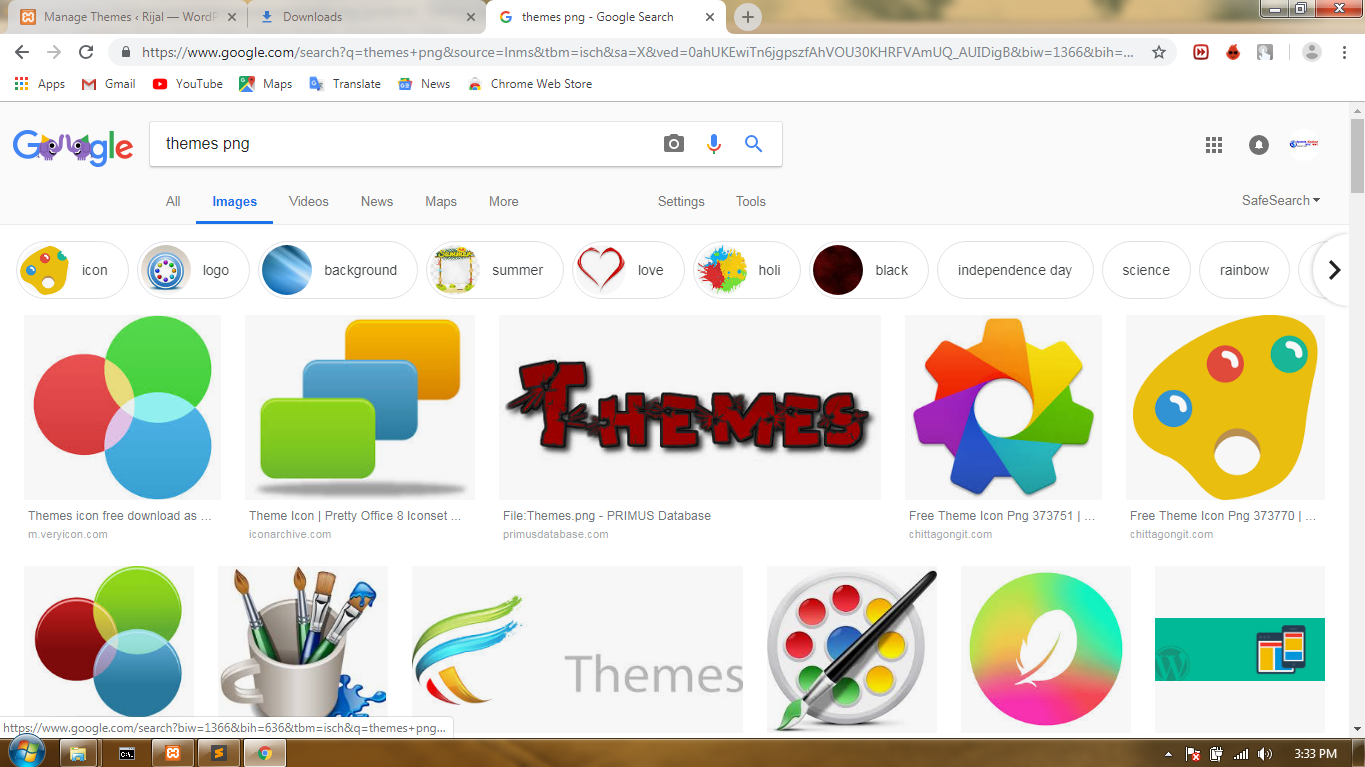 Manage Themes ‹ Rijal — WordP
Downloads
themes png - Google Search
https://www.google.com/search?q=themes+png&source=lnms&tbm=isch&sa=X&ved=0ahUKEwiTn6jgpszfAhVOU30KHRFVAmUQ_AUIDigB&biw=1366&bih=...
Apps
Gmail
YouTube
Maps
Translate
News
Chrome Web Store
Google
themes png
All
Images
Videos
News
Maps
More
Settings
Tools
SafeSearch
icon
logo
background
summer
love
holi
black
independence day
science
rainbow
THEMES
Themes icon free download as ...
Theme Icon | Pretty Office 8 Iconset ...
File:Themes.png - PRIMUS Database
Free Theme Icon Png 373751 | ...
Free Theme Icon Png 373770 | ...
m.veryicon.com
iconarchive.com
primusdatabase.com
chittagongit.com
chittagongit.com
Themes
https://www.google.com/search?biw=1366&bih=636&tbm=isch&q=themes+png...
C:\.
3:33 PM